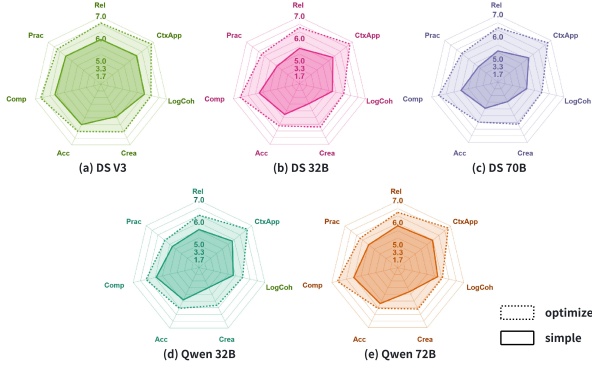 Rel
7.0
6.0
5.0
3.3
1.7
Prac
CtxApp
Comp
LogCoh
Acc
Crea
(a) DS V3
Rel
7.0
6.0
5.0
3.3
1.7
Prac
CtxApp
Comp
LogCoh
Acc
Crea
(b) DS 32B
Rel
7.0
6.0
5.0
3.3
1.7
Prac
CtxApp
Comp
LogCoh
Acc
Crea
(c) DS 70B
Rel
7.0
6.0
5.0
3.3
1.7
Prac
CtxApp
Comp
LogCoh
Acc
Crea
(d) Qwen 32B
Rel
7.0
6.0
5.0
3.3
1.7
Prac
CtxApp
Comp
LogCoh
Acc
Crea
(e) Qwen 72B
optimize
simple